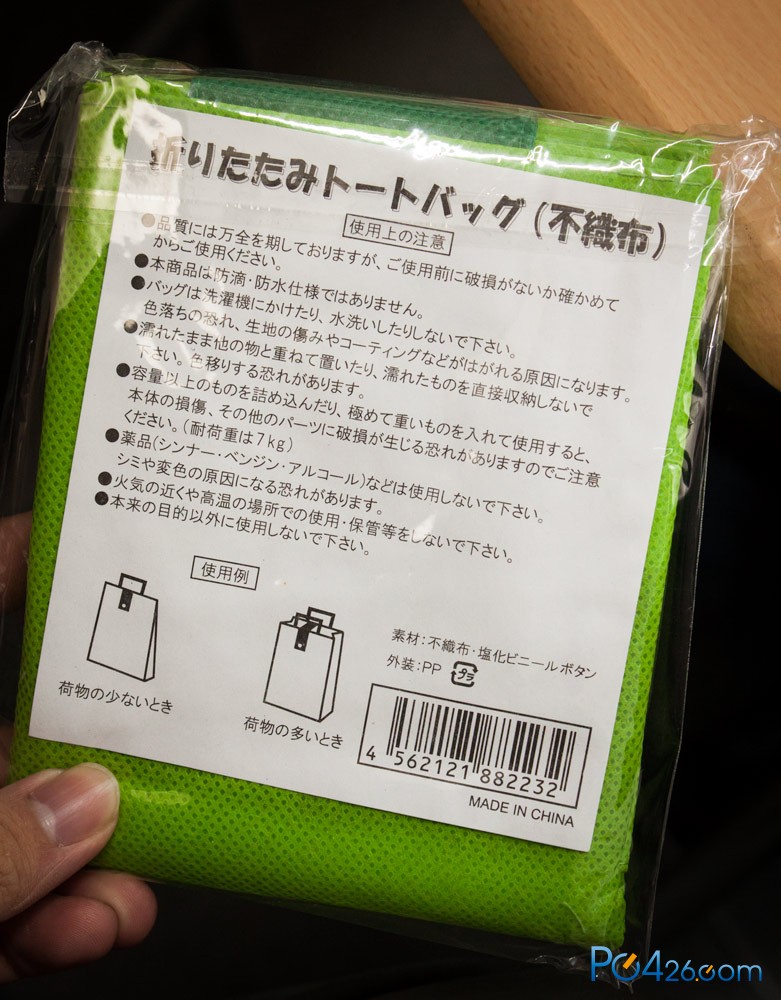 折りたたみトートバッグ(不織布)
使用上の注意
●品質には万全を期しておりますが、ご使用前に破損がないか確かめて
からご使用ください。
●本商品は防滴・防水仕様ではありません。
●バッグは洗濯機にかけたり、水洗いしたりしないで下さい。
色落ちの恐れ、生地の傷みやコーティングなどがはがれる原因になります。
●濡れたまま他の物と重ねて置いたり、濡れたものを直接収納しないで
下さい。色移りする恐れがあります。
●容量以上のものを詰め込んだり、極めて重いものを入れて使用すると、
本体の損傷、その他のパーツに破損が生じる恐れがありますのでご注意
ください。(耐荷重は7kg)
●薬品(シンナー・ベンジン・アルコール)などは使用しないで下さい。
シミや変色の原因になる恐れがあります。
●火気の近くや高温の場所での使用・保管等をしないで下さい。
●本来の目的以外に使用しないで下さい。
使用例
荷物の少ないとき
荷物の多いとき
素材:不織布・塩化ビニールボタン
外装:PP プラ
4 562121 882232
MADE IN CHINA
PC426.com